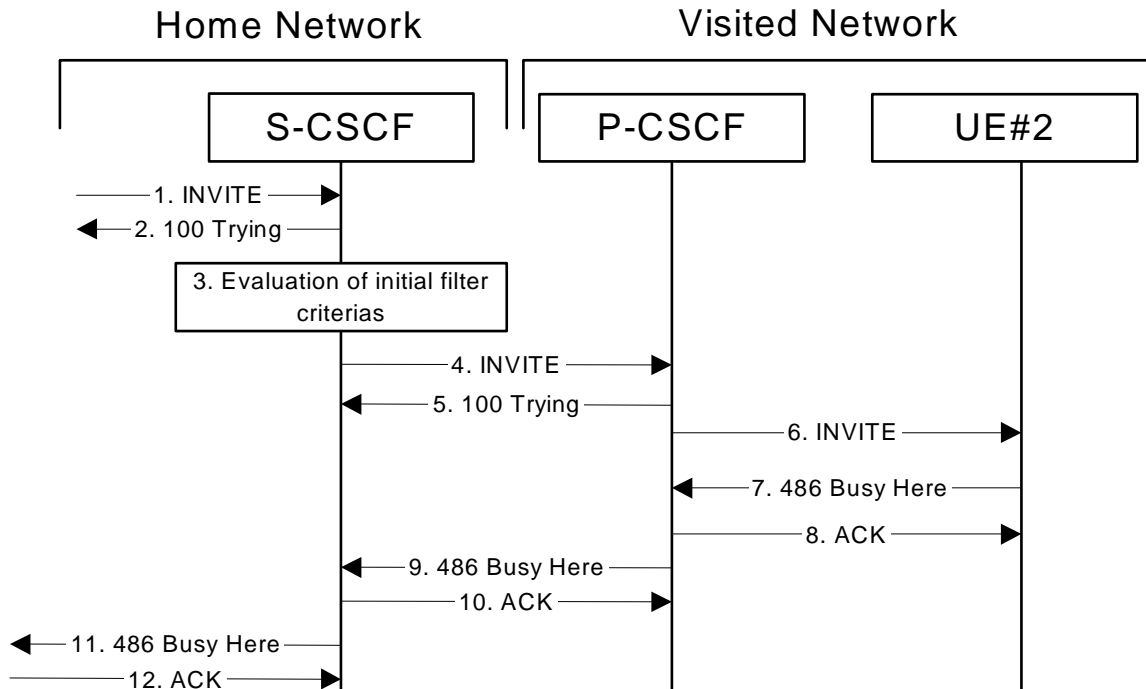 Home Network
Visited Network
S-CSCF
P-CSCF
UE#2
1. INVITE
2. 100 Trying
3. Evaluation of initial filter
criterias
4. INVITE
5. 100 Trying
6. INVITE
7. 486 Busy Here
8. ACK
9. 486 Busy Here
10. ACK
11. 486 Busy Here
12. ACK